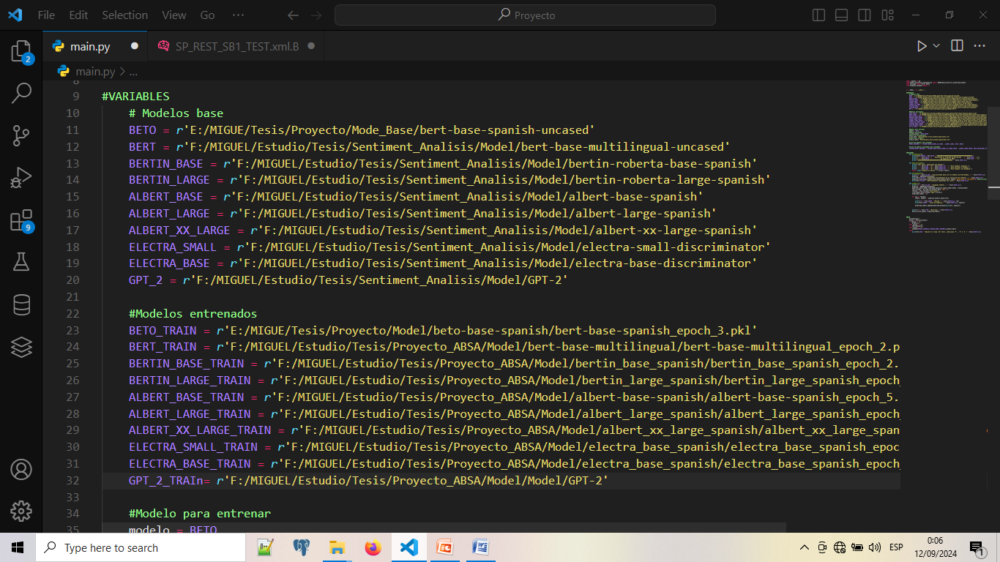 File Edit Selection View Go ··· Proyecto
main.py SP_REST_SB1_TEST.xml.B
main.py > ...
8
9 #VARIABLES
10 # Modelos base
11 BETO = r'E:/MIGUE/Tesis/Proyecto/Mode_Base/bert-base-spanish-uncased'
12 BERT = r'F:/MIGUEL/Estudio/Tesis/Sentiment_Analisis/Model/bert-base-multilingual-uncased'
13 BERTIN_BASE = r'F:/MIGUEL/Estudio/Tesis/Sentiment_Analisis/Model/bertin-roberta-base-spanish'
14 BERTIN_LARGE = r'F:/MIGUEL/Estudio/Tesis/Sentiment_Analisis/Model/bertin-roberta-large-spanish'
15 ALBERT_BASE = r'F:/MIGUEL/Estudio/Tesis/Sentiment_Analisis/Model/albert-base-spanish'
16 ALBERT_LARGE = r'F:/MIGUEL/Estudio/Tesis/Sentiment_Analisis/Model/albert-large-spanish'
17 ALBERT_XX_LARGE = r'F:/MIGUEL/Estudio/Tesis/Sentiment_Analisis/Model/albert-xx-large-spanish'
18 ELECTRA_SMALL = r'F:/MIGUEL/Estudio/Tesis/Sentiment_Analisis/Model/electra-small-discriminator'
19 ELECTRA_BASE = r'F:/MIGUEL/Estudio/Tesis/Sentiment_Analisis/Model/electra-base-discriminator'
20 GPT_2 = r'F:/MIGUEL/Estudio/Tesis/Sentiment_Analisis/Model/GPT-2'
21
22 #Modelos entrenados
23 BETO_TRAIN = r'E:/MIGUE/Tesis/Proyecto/Model/beto-base-spanish/bert-base-spanish_epoch_3.pkl'
24 BERT_TRAIN = r'F:/MIGUEL/Estudio/Tesis/Proyecto_ABSA/Model/bert-base-multilingual/bert-base-multilingual_epoch_2.p
25 BERTIN_BASE_TRAIN = r'F:/MIGUEL/Estudio/Tesis/Proyecto_ABSA/Model/bertin_base_spanish/bertin_base_spanish_epoch_2.
26 BERTIN_LARGE_TRAIN = r'F:/MIGUEL/Estudio/Tesis/Proyecto_ABSA/Model/bertin_large_spanish/bertin_large_spanish_epoch_
27 ALBERT_BASE_TRAIN = r'F:/MIGUEL/Estudio/Tesis/Proyecto_ABSA/Model/albert-base-spanish/albert-base-spanish_epoch_5.
28 ALBERT_LARGE_TRAIN = r'F:/MIGUEL/Estudio/Tesis/Proyecto_ABSA/Model/albert_large_spanish/albert_large_spanish_epoch_
29 ALBERT_XX_LARGE_TRAIN = r'F:/MIGUEL/Estudio/Tesis/Proyecto_ABSA/Model/albert_xx_large_spanish/albert_xx_large_span
30 ELECTRA_SMALL_TRAIN = r'F:/MIGUEL/Estudio/Tesis/Proyecto_ABSA/Model/electra_base_spanish/electra_base_spanish_epoc
31 ELECTRA_BASE_TRAIN = r'F:/MIGUEL/Estudio/Tesis/Proyecto_ABSA/Model/electra_base_spanish/electra_base_spanish_epoch_
32 GPT_2_TRAIn= r'F:/MIGUEL/Estudio/Tesis/Proyecto_ABSA/Model/Model/GPT-2'
33
34 #Modelo para entrenar
35 modelo = BETO
2
9
Type here to search
ESP
0:06
12/09/2024
1